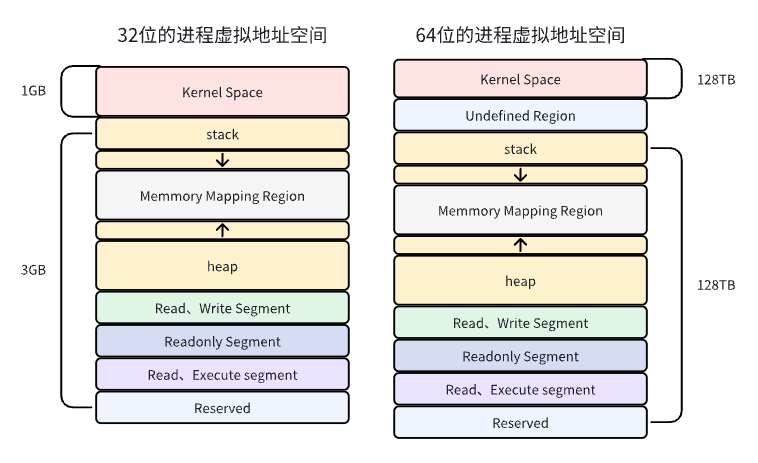 32位的进程虚拟地址空间
1GB
Kernel Space
stack
Memmory Mapping Region
3GB
heap
Read、Write Segment
Readonly Segment
Read、Execute segment
Reserved
64位的进程虚拟地址空间
Kernel Space
128TB
Undefined Region
stack
Memmory Mapping Region
heap
128TB
Read、Write Segment
Readonly Segment
Read、Execute segment
Reserved